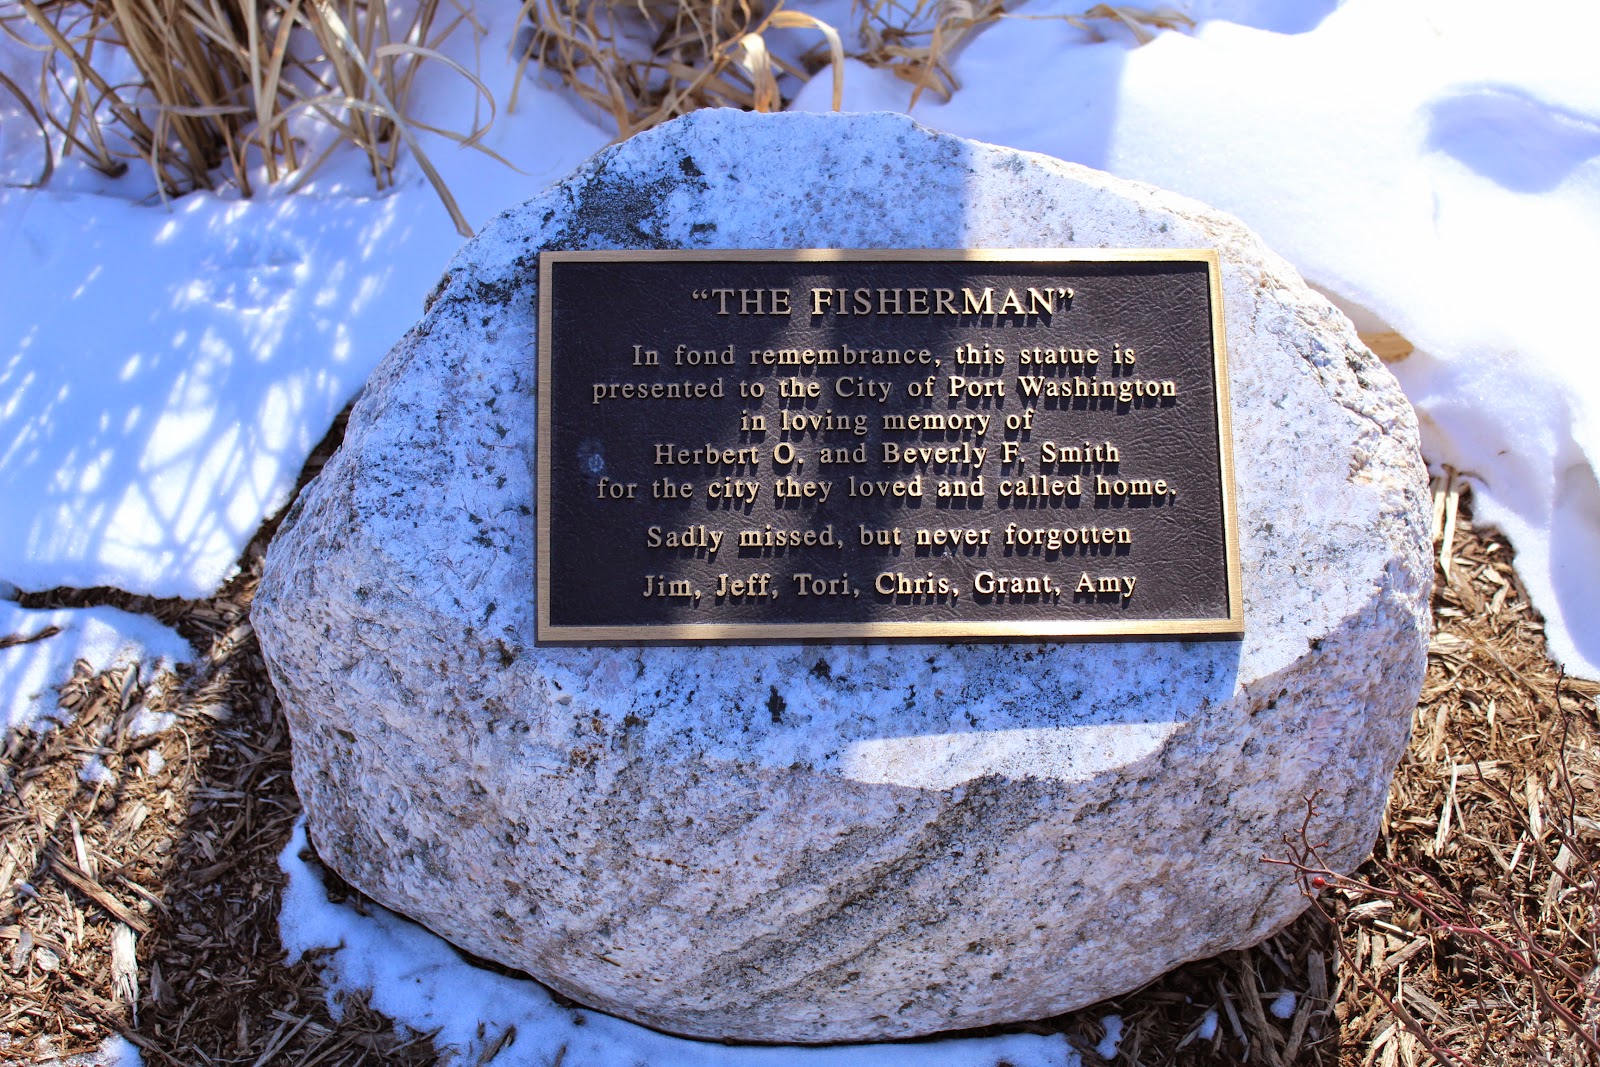 “THE FISHERMAN”
In fond remembrance, this statue is
presented to the City of Port Washington
in loving memory of
Herbert O. and Beverly F. Smith
for the city they loved and called home.
Sadly missed, but never forgotten
Jim, Jeff, Tori, Chris, Grant, Amy